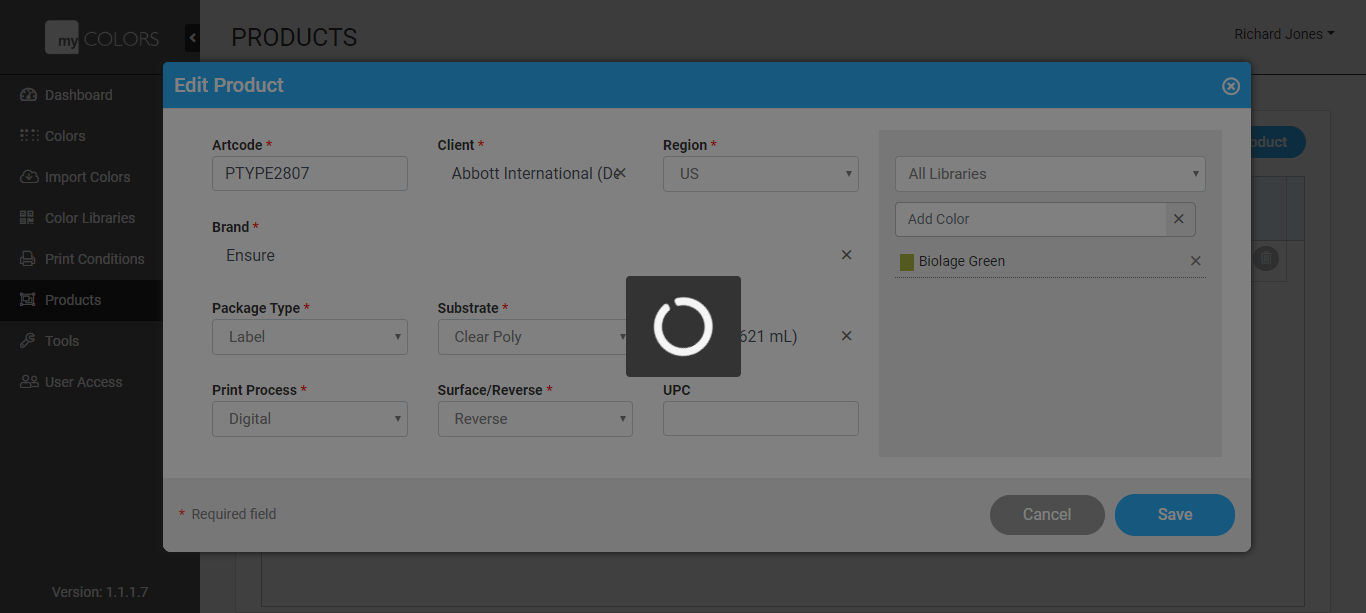 my COLORS
PRODUCTS
Richard Jones
Dashboard
Colors
Import Colors
Color Libraries
Print Conditions
Products
Tools
User Access
Version: 1.1.1.7
oduct
Edit Product
Artcode *
PTYPE2807
Client *
Abbott International (De
Region *
US
Brand *
Ensure
Package Type *
Label
Substrate *
Clear Poly
621 mL)
Print Process *
Digital
Surface/Reverse *
Reverse
UPC
All Libraries
Add Color
Biolage Green
* Required field
Cancel
Save